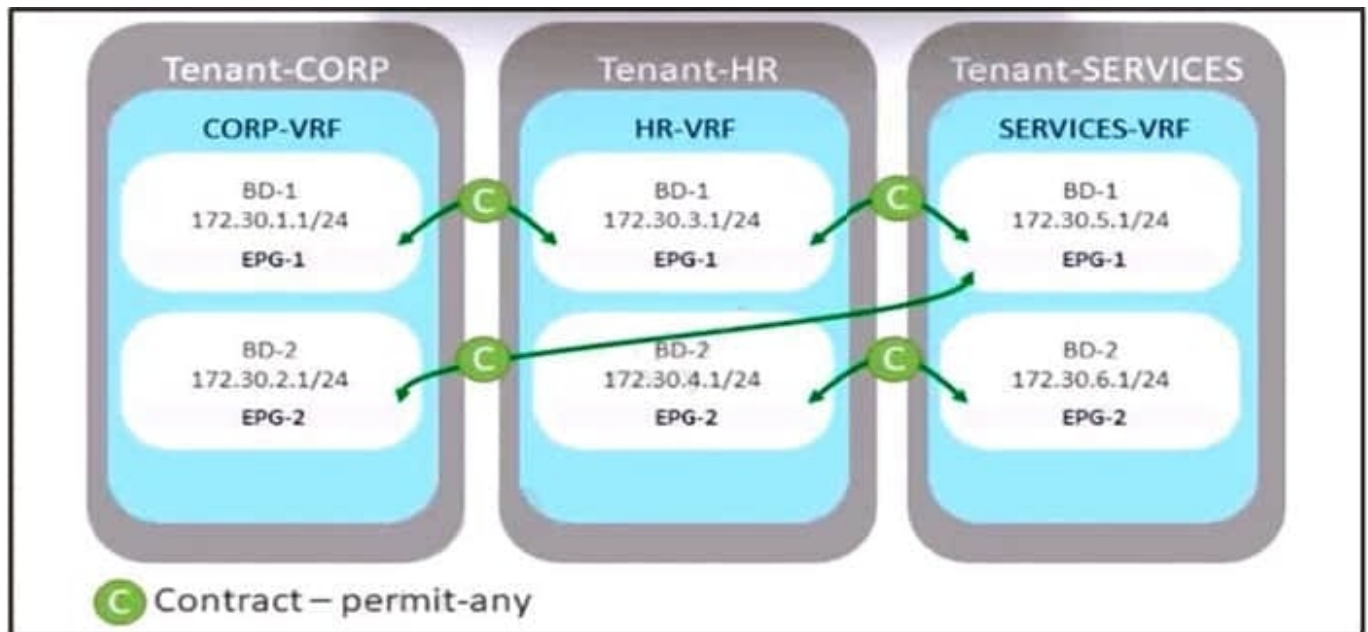 Tenant-CORP
CORP-VRF
BD-1
172.30.1.1/24
EPG-1
BD-2
172.30.2.1/24
EPG-2
Tenant-HR
HR-VRF
BD-1
172.30.3.1/24
EPG-1
BD-2
172.30.4.1/24
EPG-2
Tenant-SERVICES
SERVICES-VRF
BD-1
172.30.5.1/24
EPG-1
BD-2
172.30.6.1/24
EPG-2
C
C
C
C
C Contract – permit-any